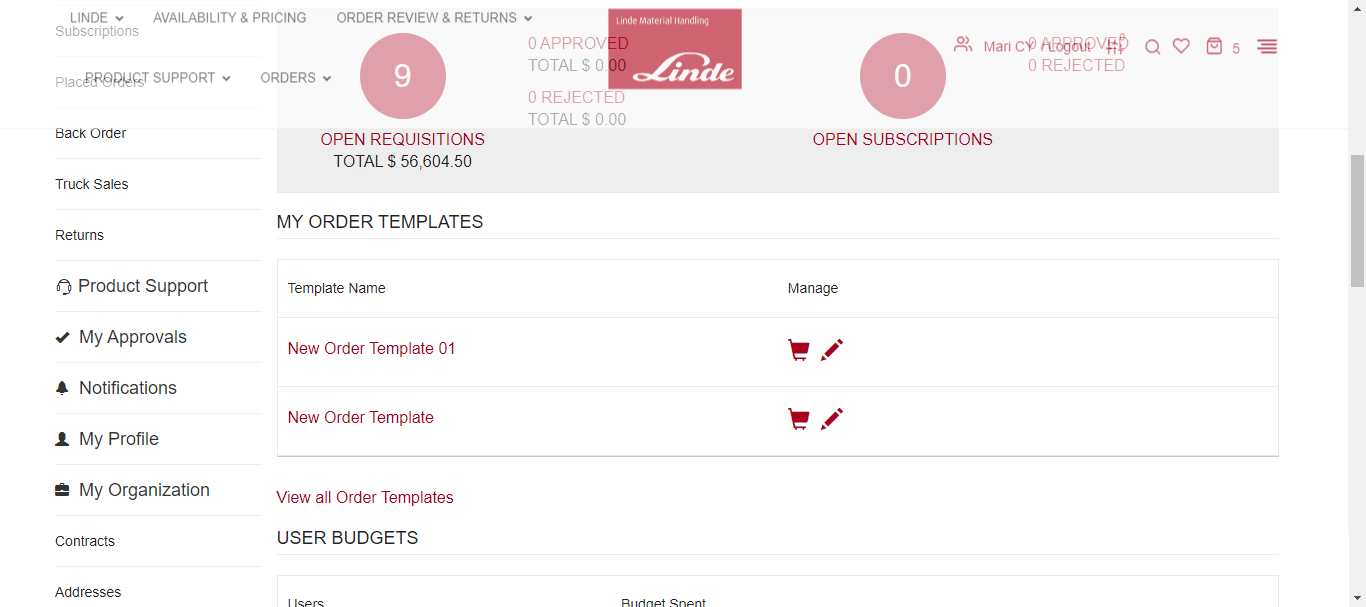 LINDE
AVAILABILITY & PRICING
ORDER REVIEW & RETURNS
PRODUCT SUPPORT
ORDERS
Linde Material Handling
Linde
Mari CY / Logout
5
Subscriptions
Placed Orders
Back Order
Truck Sales
Returns
Product Support
My Approvals
Notifications
My Profile
My Organization
Contracts
Addresses
9
OPEN REQUISITIONS
TOTAL $ 56,604.50
0 APPROVED
TOTAL $ 0.00
0 REJECTED
TOTAL $ 0.00
0
OPEN SUBSCRIPTIONS
0 APPROVED
0 REJECTED
MY ORDER TEMPLATES
Template Name
Manage
New Order Template 01
New Order Template
View all Order Templates
USER BUDGETS
Users
Budget Spent